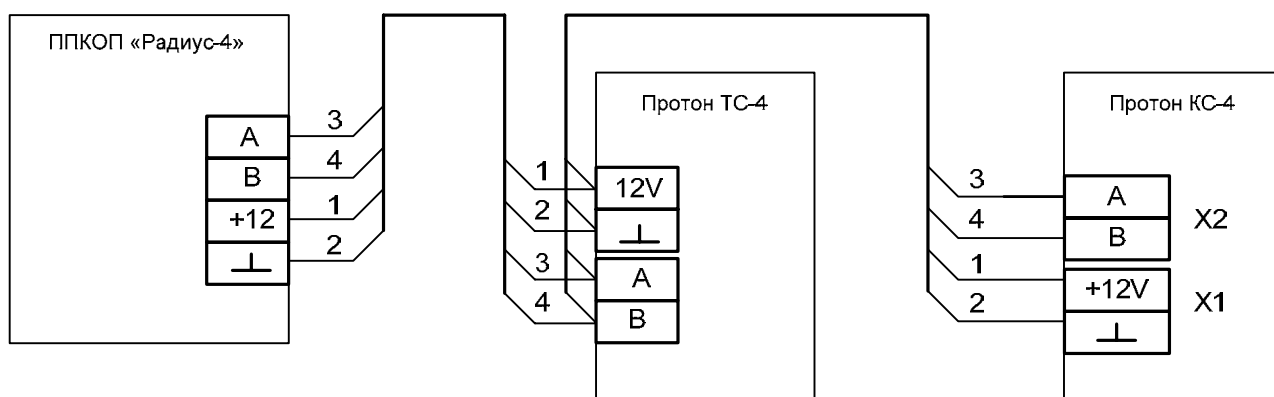 ППКОП «Радиус-4»
A
3
B
4
+12
1
2
Протон ТС-4
1
12V
2
3
A
4
B
Протон КС-4
3
A
4
B
X2
1
+12V
2
X1